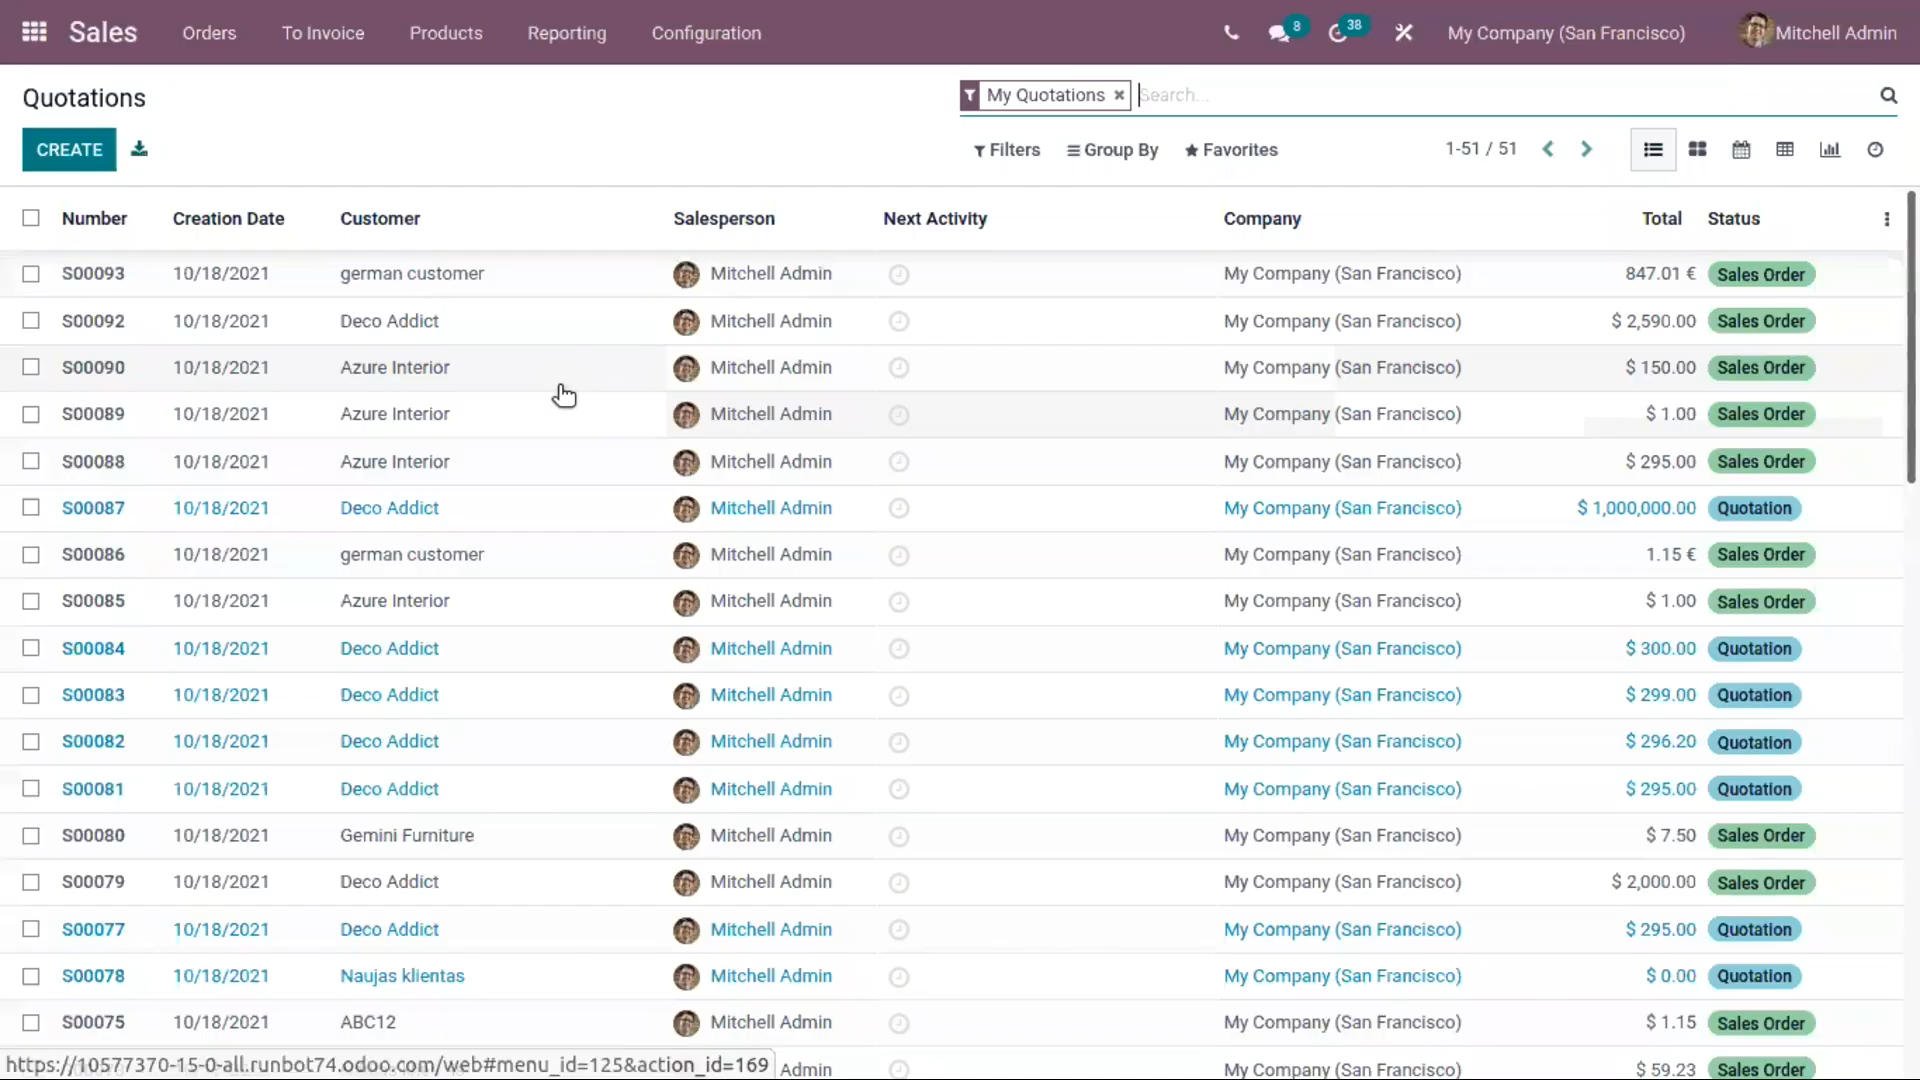 Sales Orders To Invoice Products Reporting Configuration 8 38 My Company (San Francisco) Mitchell Admin
Quotations My Quotations × Search...
CREATE Filters Group By Favorites 1-51 / 51
Number Creation Date Customer Salesperson Next Activity Company Total Status
S00093 10/18/2021 german customer Mitchell Admin My Company (San Francisco) 847.01 € Sales Order
S00092 10/18/2021 Deco Addict Mitchell Admin My Company (San Francisco) $ 2,590.00 Sales Order
S00090 10/18/2021 Azure Interior Mitchell Admin My Company (San Francisco) $ 150.00 Sales Order
S00089 10/18/2021 Azure Interior Mitchell Admin My Company (San Francisco) $ 1.00 Sales Order
S00088 10/18/2021 Azure Interior Mitchell Admin My Company (San Francisco) $ 295.00 Sales Order
S00087 10/18/2021 Deco Addict Mitchell Admin My Company (San Francisco) $ 1,000,000.00 Quotation
S00086 10/18/2021 german customer Mitchell Admin My Company (San Francisco) 1.15 € Sales Order
S00085 10/18/2021 Azure Interior Mitchell Admin My Company (San Francisco) $ 1.00 Sales Order
S00084 10/18/2021 Deco Addict Mitchell Admin My Company (San Francisco) $ 300.00 Quotation
S00083 10/18/2021 Deco Addict Mitchell Admin My Company (San Francisco) $ 299.00 Quotation
S00082 10/18/2021 Deco Addict Mitchell Admin My Company (San Francisco) $ 296.20 Quotation
S00081 10/18/2021 Deco Addict Mitchell Admin My Company (San Francisco) $ 295.00 Quotation
S00080 10/18/2021 Gemini Furniture Mitchell Admin My Company (San Francisco) $ 7.50 Sales Order
S00079 10/18/2021 Deco Addict Mitchell Admin My Company (San Francisco) $ 2,000.00 Sales Order
S00077 10/18/2021 Deco Addict Mitchell Admin My Company (San Francisco) $ 295.00 Quotation
S00078 10/18/2021 Naujas klientas Mitchell Admin My Company (San Francisco) $ 0.00 Quotation
S00075 10/18/2021 ABC12 Mitchell Admin My Company (San Francisco) $ 1.15 Sales Order
https://10577370-15-0-all.runbot74.odoo.com/web#menu_id=125&action_id=169 Admin My Company (San Francisco) $ 59.23 Sales Order